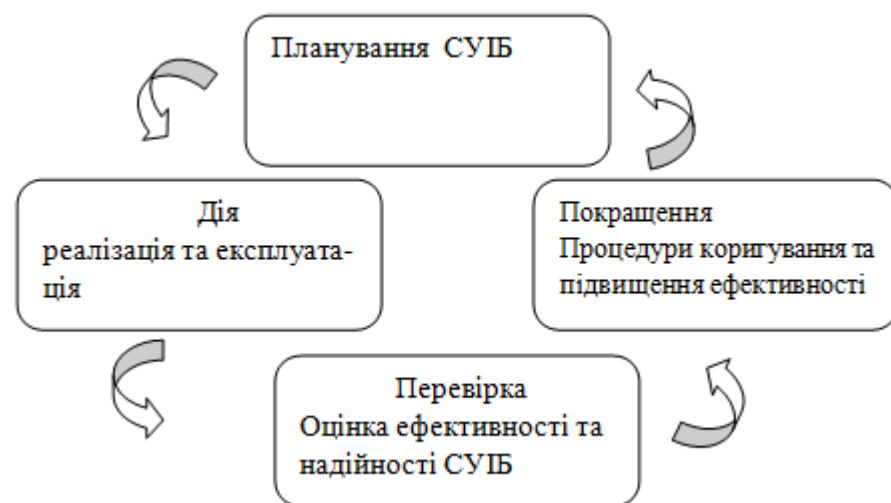 Планування СУІБ
Дія
реалізація та експлуата-
ція
Покращення
Процедури коригування та
підвищення ефективності
Перевірка
Оцінка ефективності та
надійності СУІБ